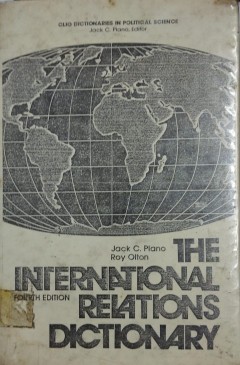 CLIO DICTIONARIES IN POLITICAL SCIENCE
Jack C. Plano, Editor
Jack C. Plano
Roy Olton
THE
INTERNATIONAL
FOURTH EDITION
RELATIONS
DICTIONARY